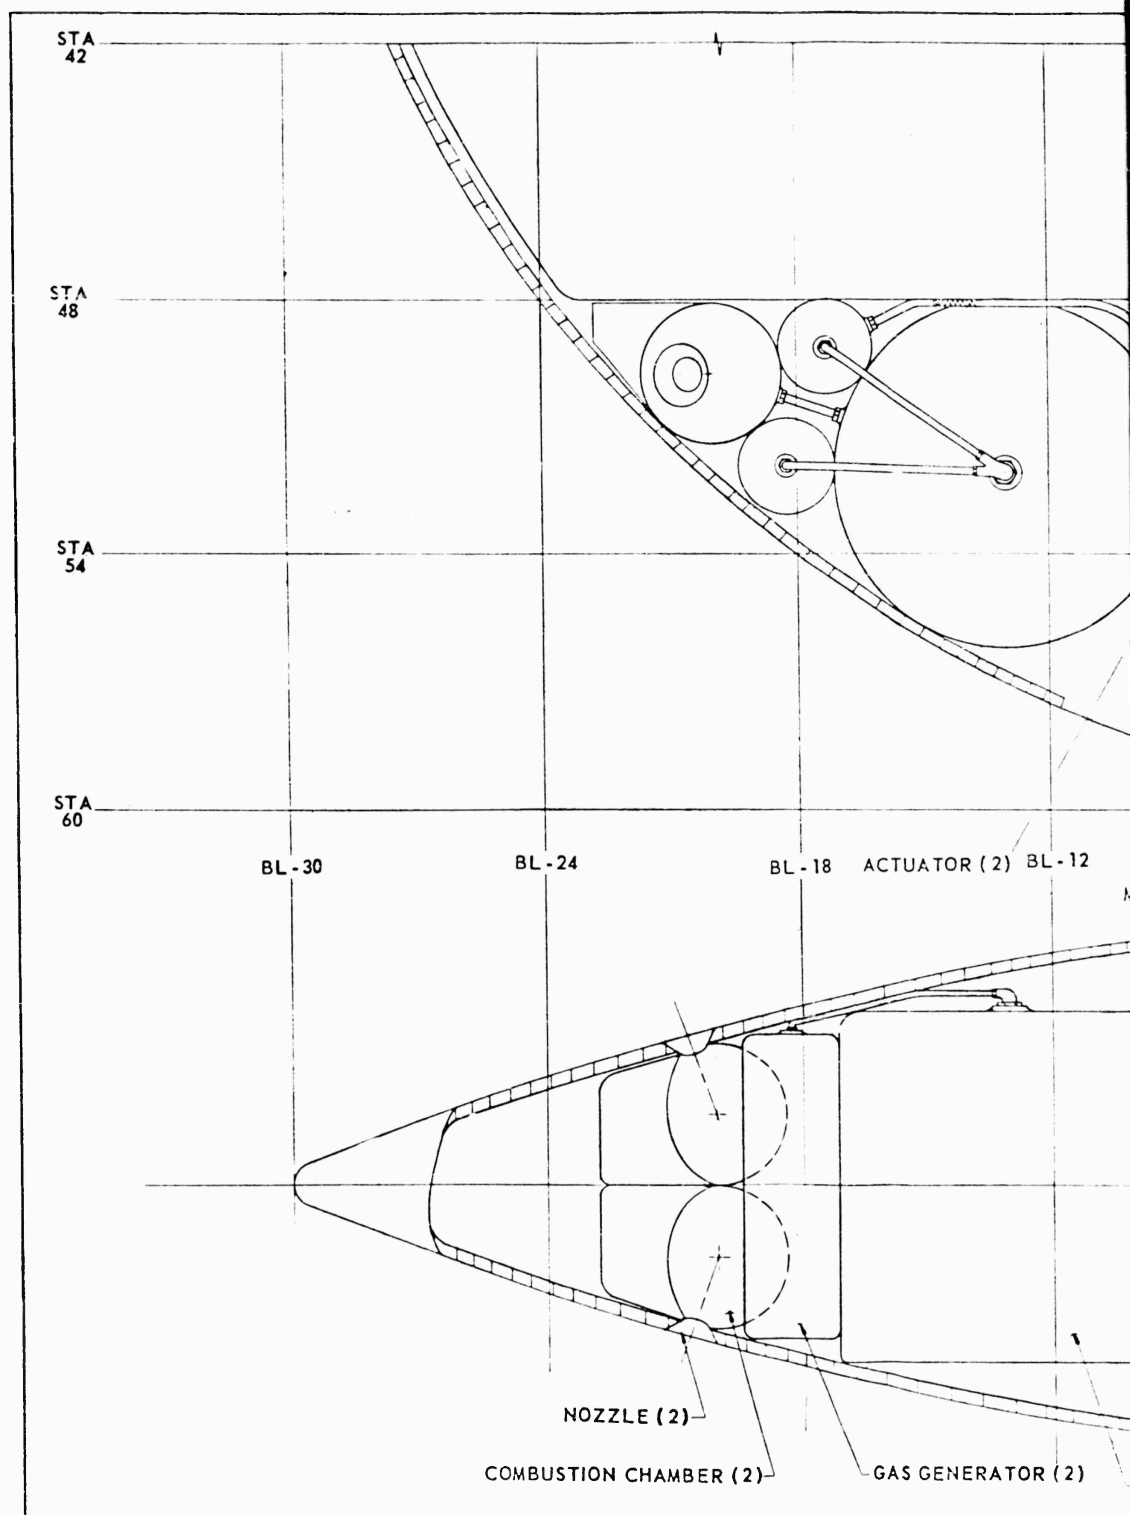 STA
42
STA
48
STA
54
STA
60
BL-30
BL-24
BL-18
ACTUATOR (2)
BL-12
NOZZLE (2)
COMBUSTION CHAMBER (2)
GAS GENERATOR (2)